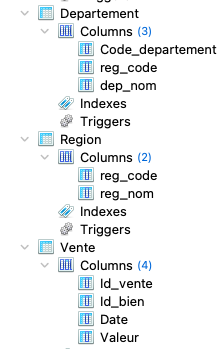 Departement
Columns (3)
Code_departement
reg_code
dep_nom
Indexes
Triggers
Region
Columns (2)
reg_code
reg_nom
Indexes
Triggers
Vente
Columns (4)
Id_vente
Id_bien
Date
Valeur